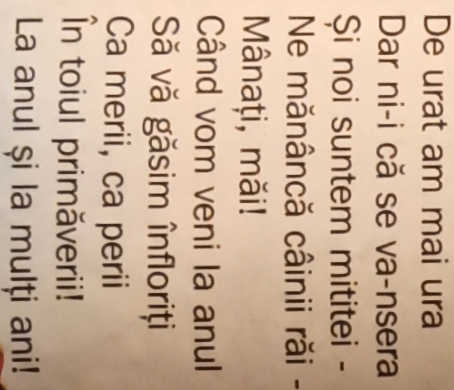 De urat am mai ura
Dar ni-i că se va-nsera
Și noi suntem mititei -
Ne mănâncă câinii răi -
Mânați, măi!
Când vom veni la anul
Să vă găsim înfloriți
Ca merii, ca perii
În toiul primăverii!
La anul și la mulți ani!